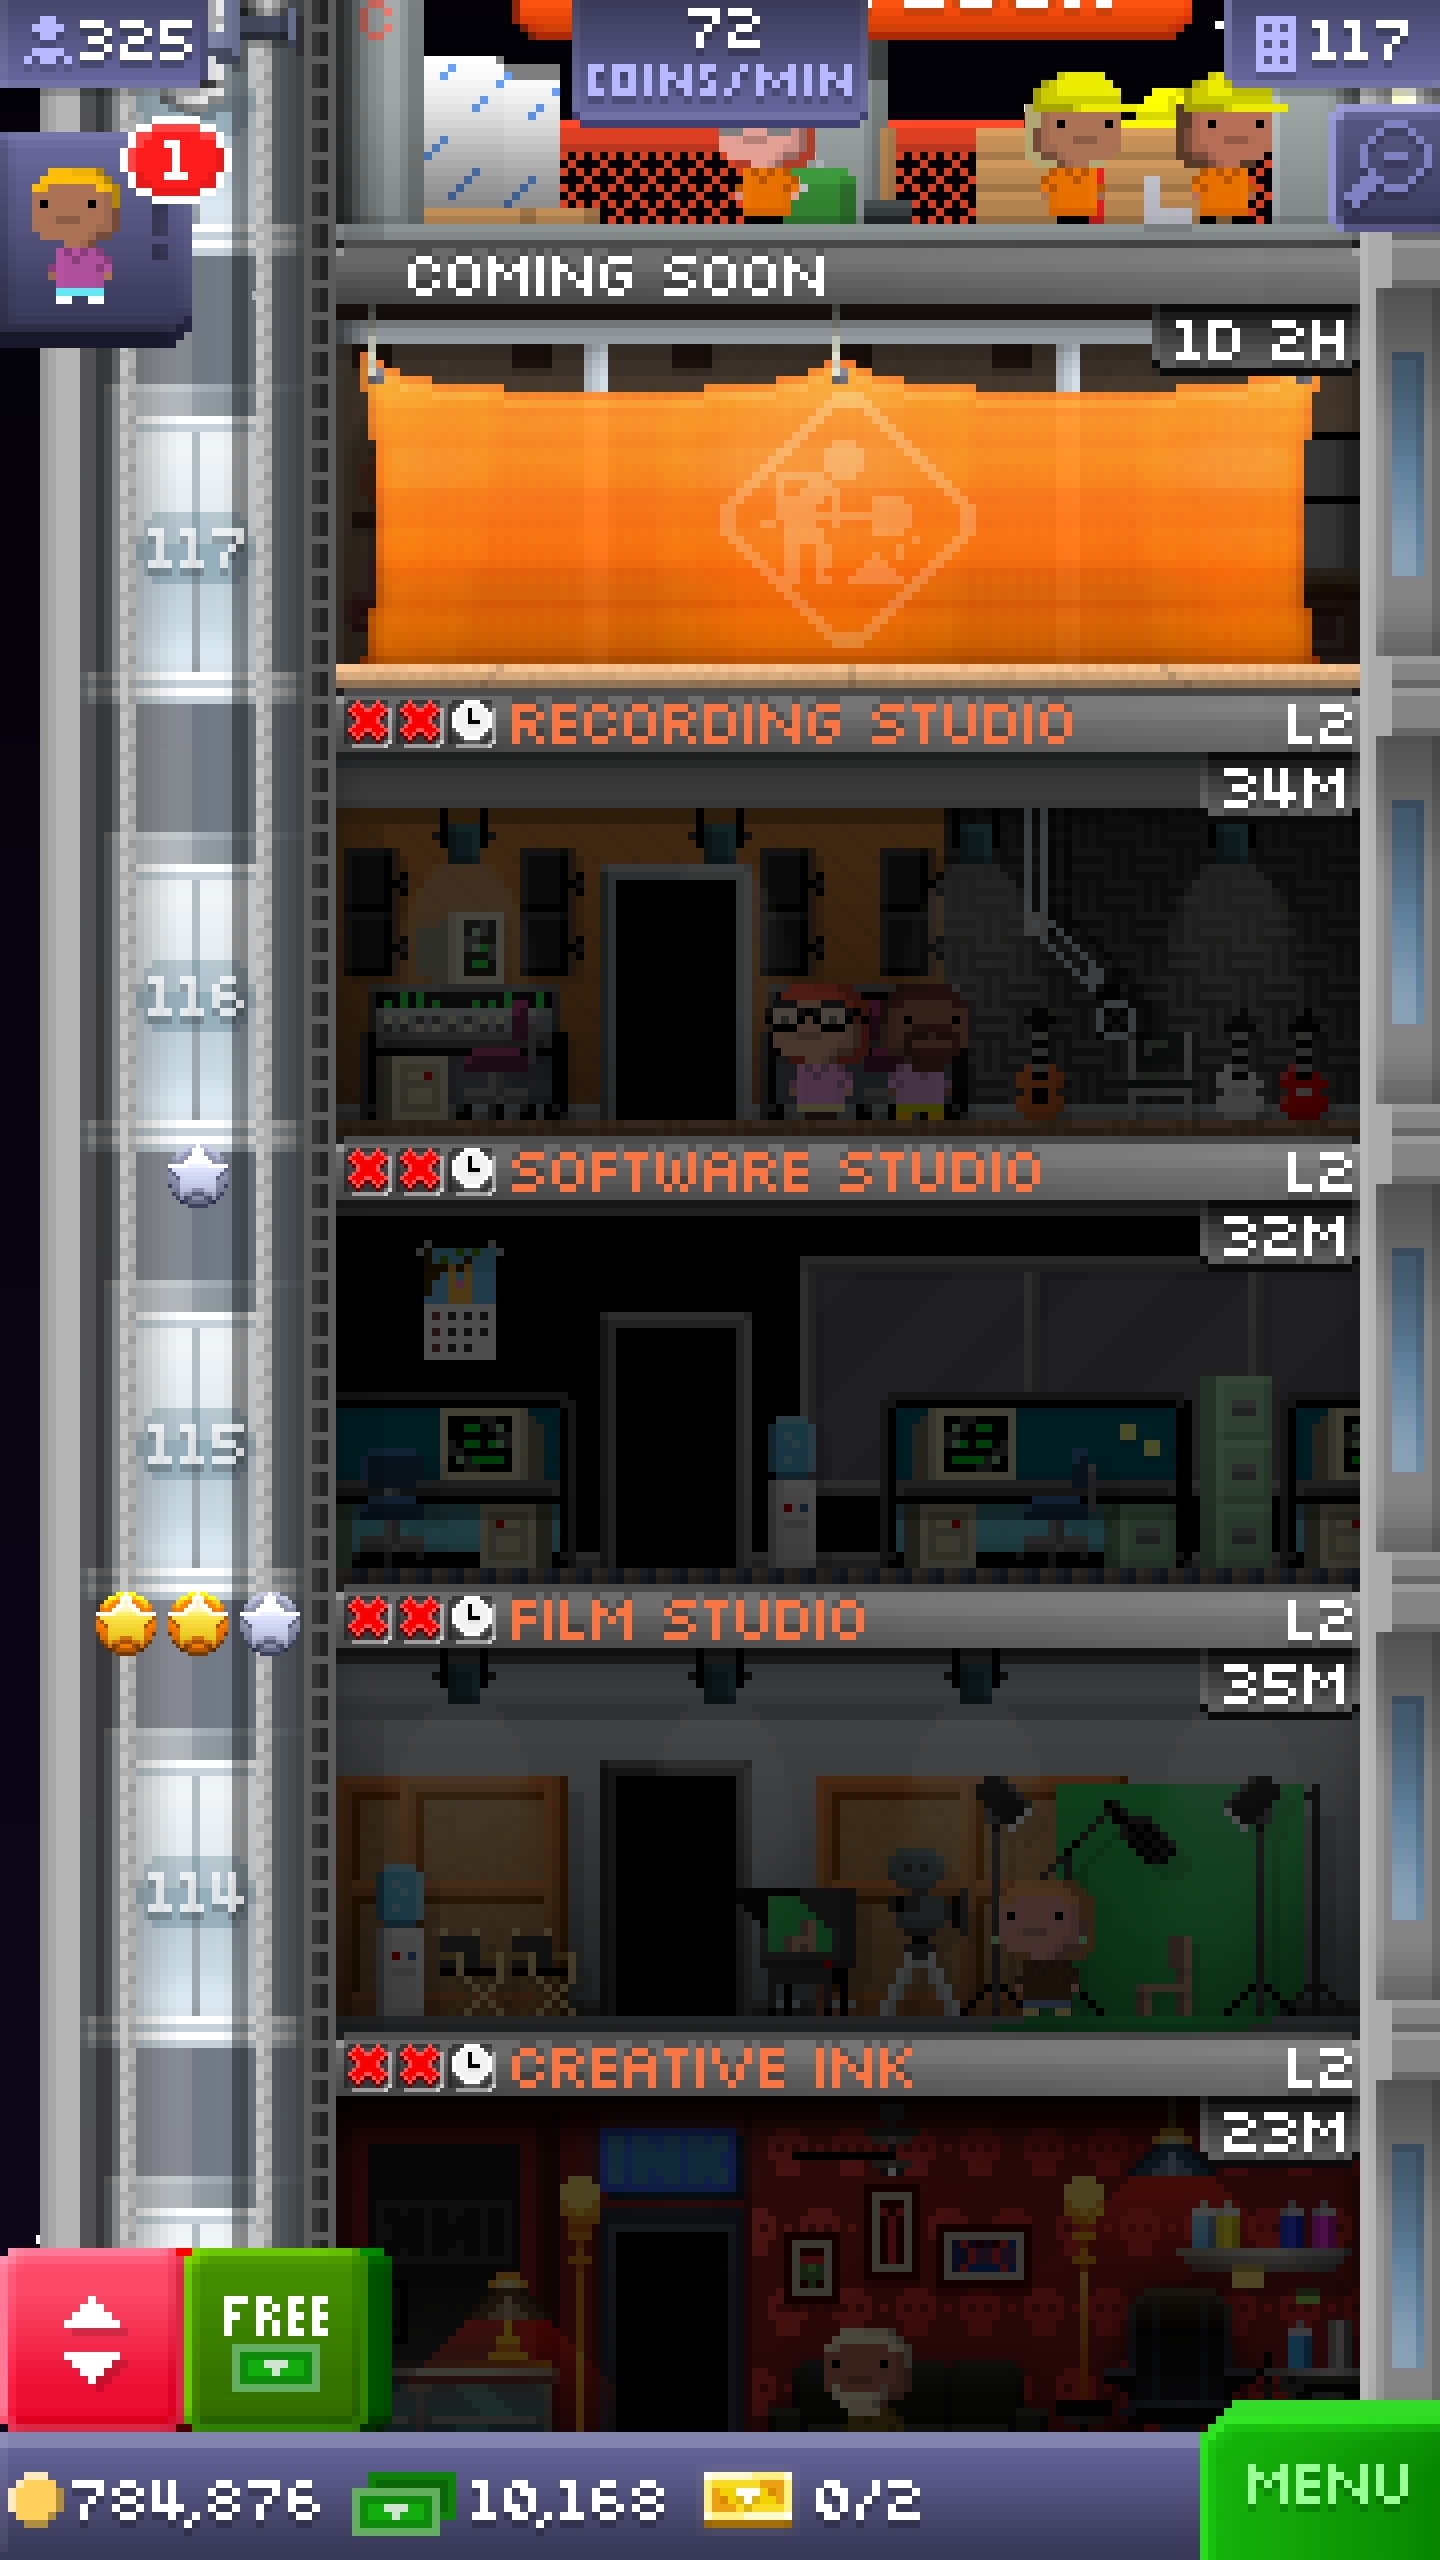 325
72
COINS/MIN
117
1
COMING SOON
1D 2H
117
RECORDING STUDIO L2
34M
116
SOFTWARE STUDIO L2
32M
115
FILM STUDIO L2
35M
114
CREATIVE INK L2
23M
INK
FREE
784,876 10,168 0/2
MENU